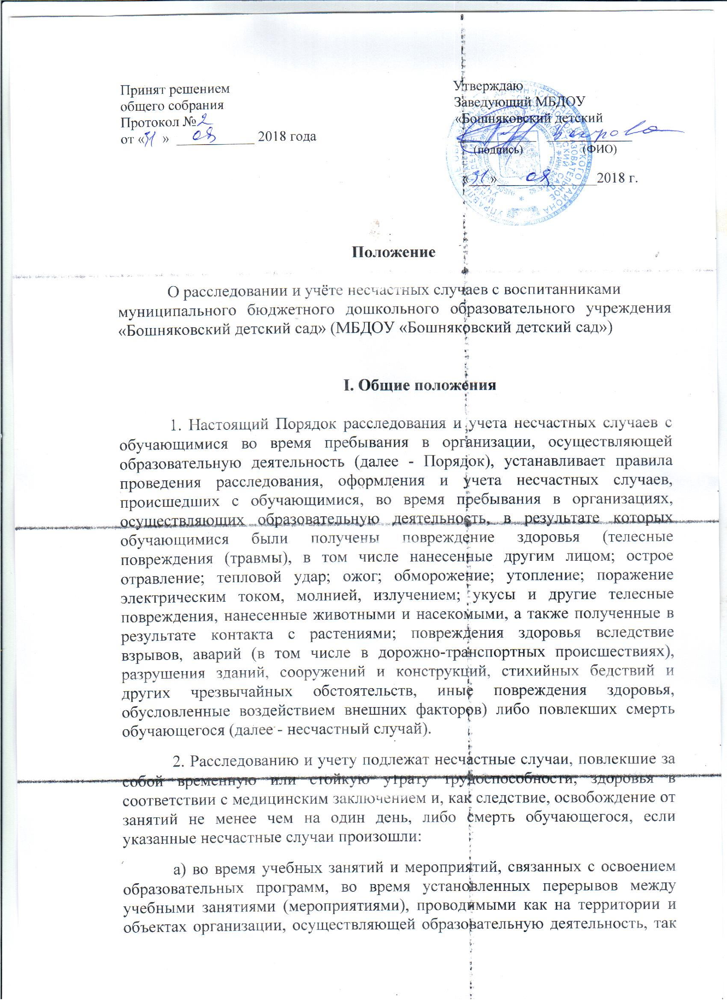 Принят решением
общего собрания
Протокол №2
от «31 » 08 2018 года
Утверждаю
Заведующий МБДОУ
«Бошняковский детский
(подпись) (ФИО)
«31» 08 2018 г.
Положение
О расследовании и учёте несчастных случаев с воспитанниками
муниципального бюджетного дошкольного образовательного учреждения
«Бошняковский детский сад» (МБДОУ «Бошняковский детский сад»)
I. Общие положения
1. Настоящий Порядок расследования и учета несчастных случаев с
обучающимися во время пребывания в организации, осуществляющей
образовательную деятельность (далее - Порядок), устанавливает правила
проведения расследования, оформления и учета несчастных случаев,
происшедших с обучающимися, во время пребывания в организациях,
осуществляющих образовательную деятельность, в результате которых
обучающимися были получены повреждение здоровья (телесные
повреждения (травмы), в том числе нанесенные другим лицом; острое
отравление; тепловой удар; ожог; обморожение; утопление; поражение
электрическим током, молнией, излучением; укусы и другие телесные
повреждения, нанесенные животными и насекомыми, а также полученные в
результате контакта с растениями; повреждения здоровья вследствие
взрывов, аварий (в том числе в дорожно-транспортных происшествиях),
разрушения зданий, сооружений и конструкций, стихийных бедствий и
других чрезвычайных обстоятельств, иные повреждения здоровья,
обусловленные воздействием внешних факторов) либо повлекших смерть
обучающегося (далее - несчастный случай).
2. Расследованию и учету подлежат несчастные случаи, повлекшие за
собой временную или стойкую утрату трудоспособности, здоровья в
соответствии с медицинским заключением и, как следствие, освобождение от
занятий не менее чем на один день, либо смерть обучающегося, если
указанные несчастные случаи произошли:
а) во время учебных занятий и мероприятий, связанных с освоением
образовательных программ, во время установленных перерывов между
учебными занятиями (мероприятиями), проводимыми как на территории и
объектах организации, осуществляющей образовательную деятельность, так